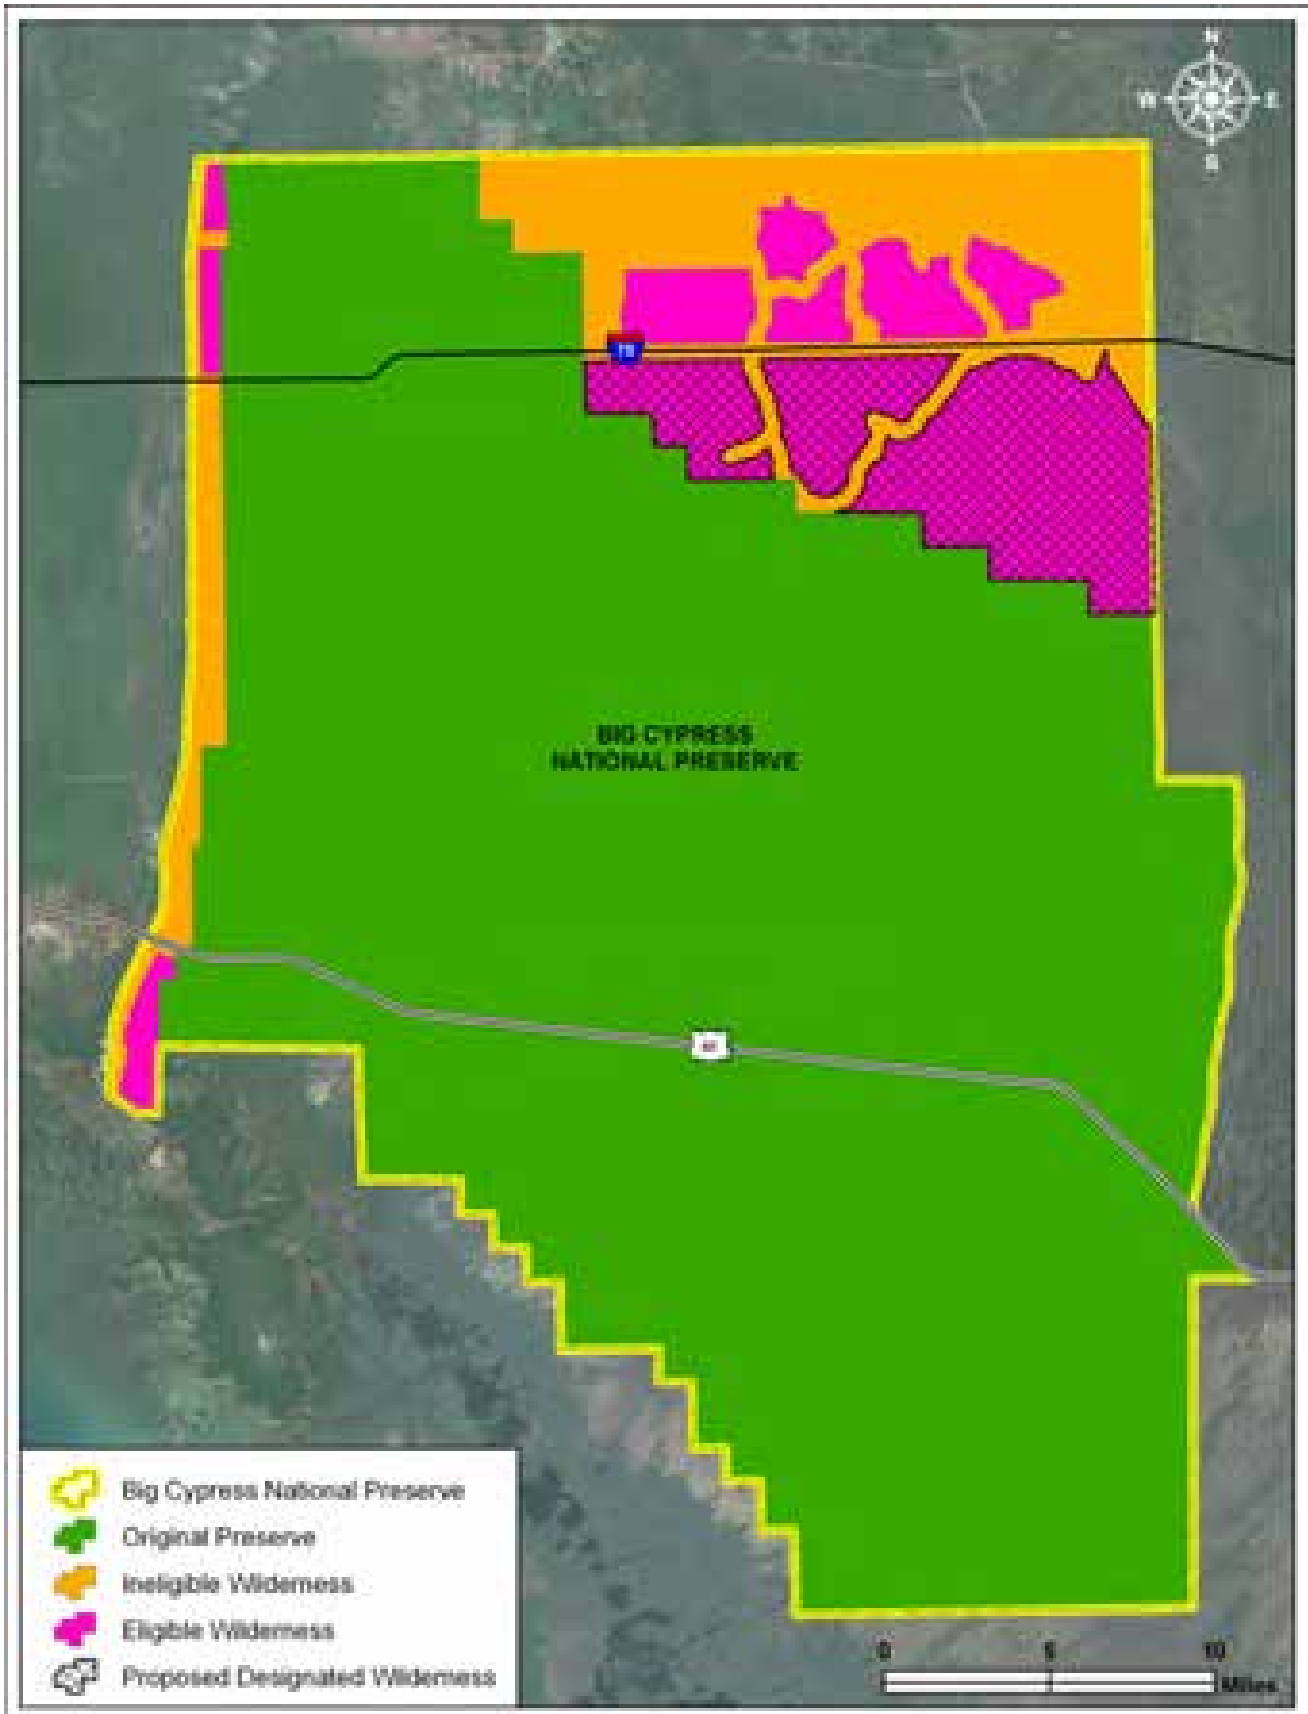 N
W E
S
75
BIG CYPRESS
NATIONAL PRESERVE
41
Big Cypress National Preserve
Original Preserve
Ineligible Wilderness
Eligible Wilderness
Proposed Designated Wilderness
0 5 10
Miles